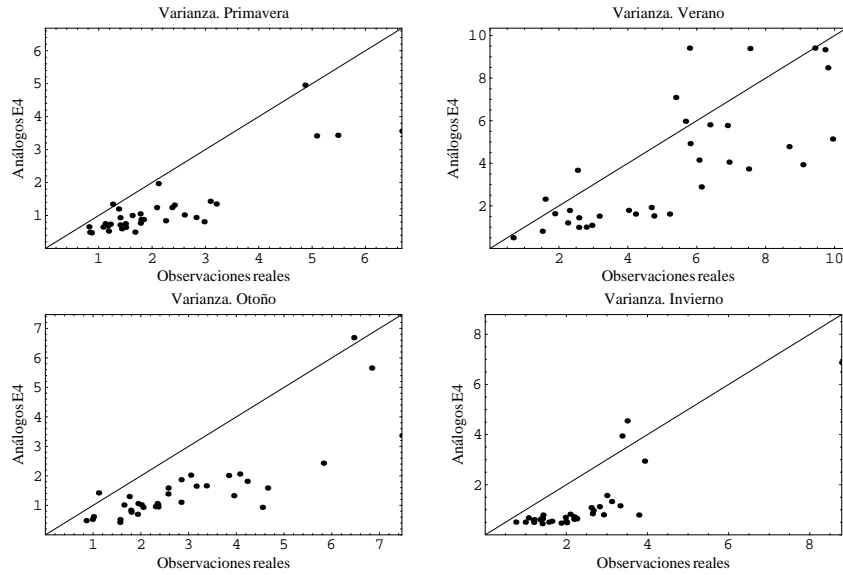 Varianza. Primavera
6
5
4
3
2
1
Análogos E4
1 2 3 4 5 6
Observaciones reales
Varianza. Verano
10
8
6
4
2
Análogos E4
2 4 6 8 10
Observaciones reales
Varianza. Otoño
7
6
5
4
3
2
1
Análogos E4
1 2 3 4 5 6 7
Observaciones reales
Varianza. Invierno
8
6
4
2
Análogos E4
2 4 6 8
Observaciones reales